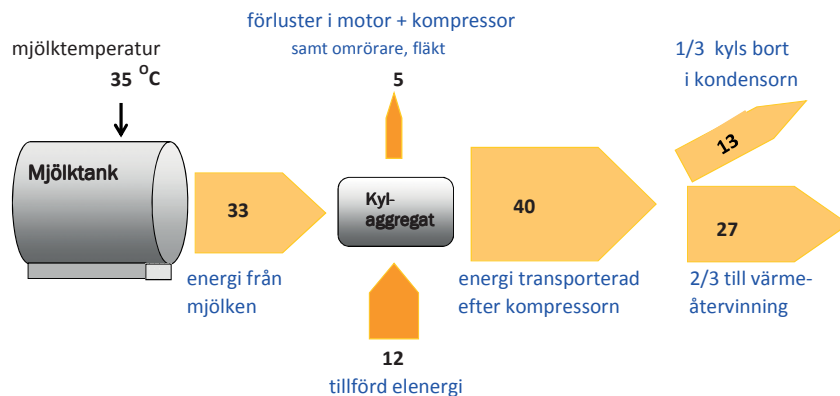 förluster i motor + kompressor
samt omrörare, fläkt
5
mjölktemperatur
35 °C
1/3 kyls bort
i kondensorn
13
Mjölktank
33
Kyl-
aggregat
40
27
energi från
mjölken
energi transporterad
efter kompressorn
2/3 till värme-
återvinning
12
tillförd elenergi